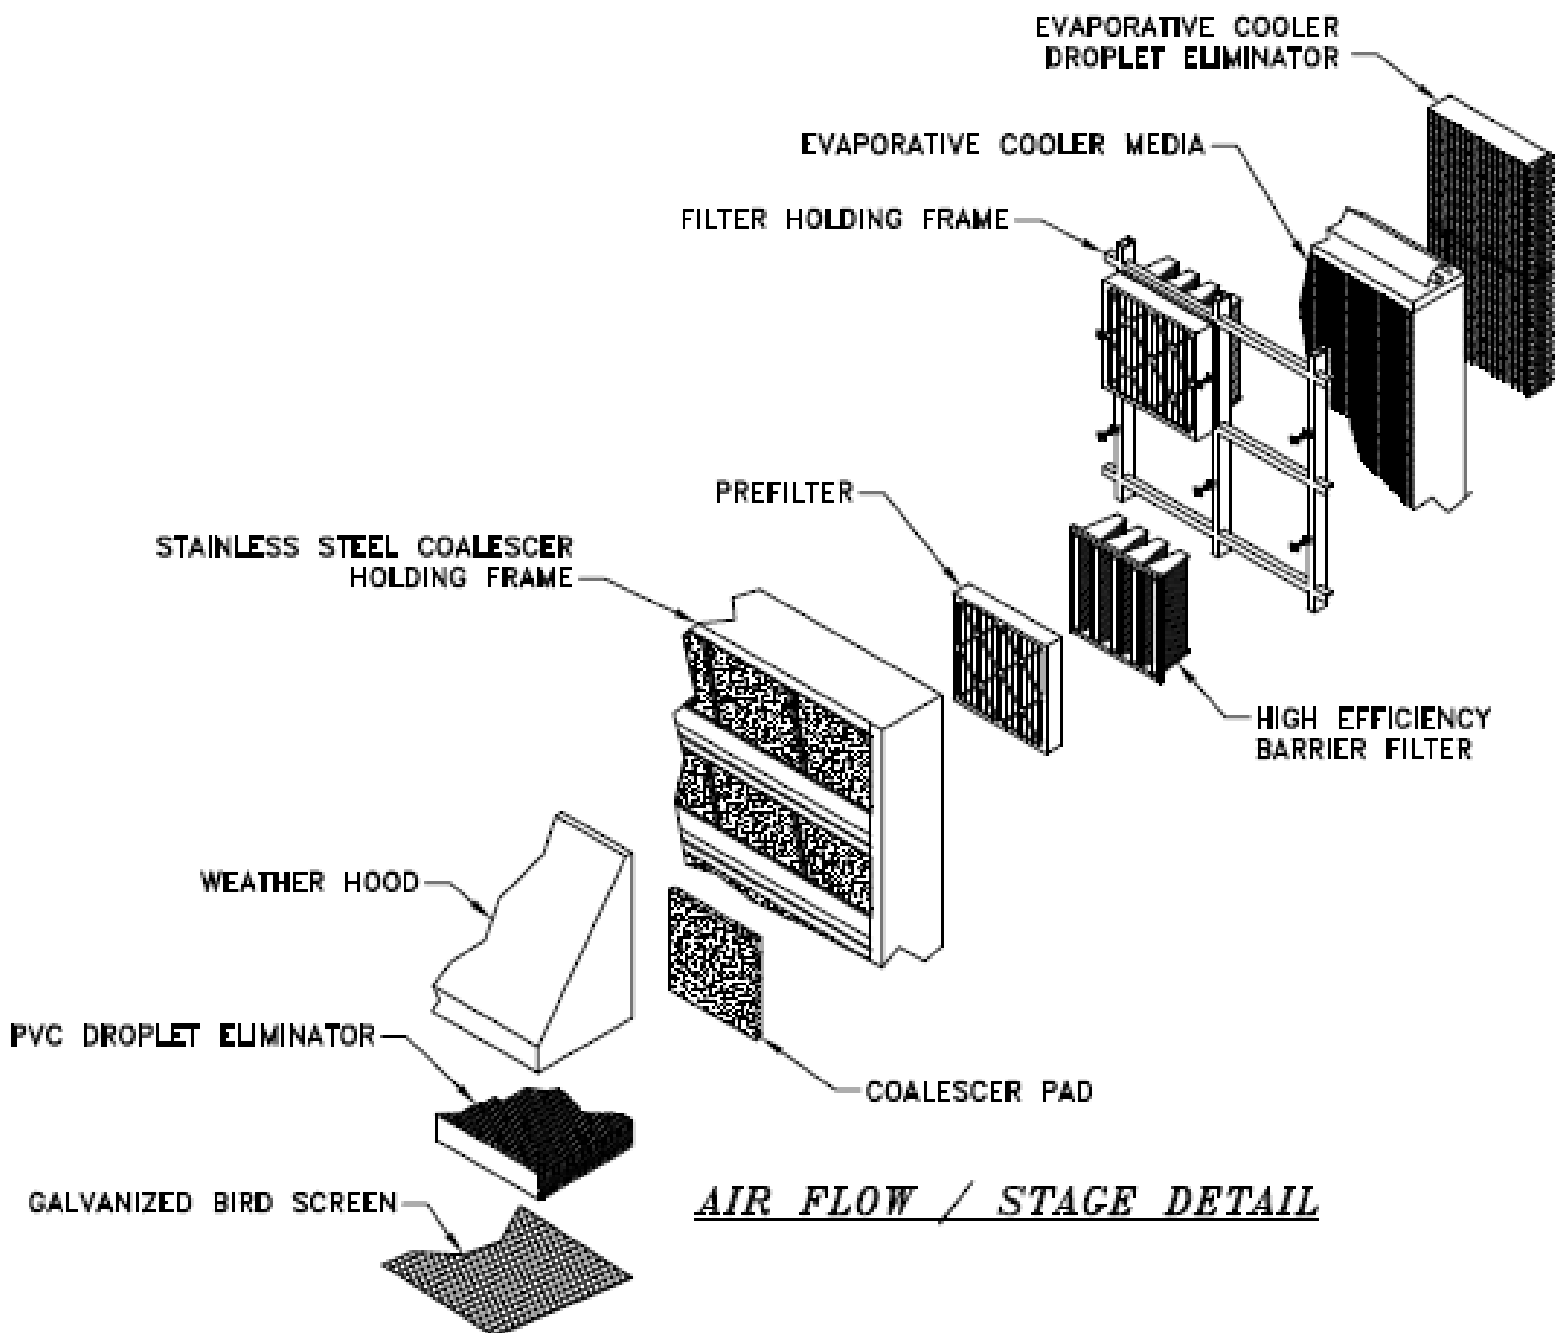 EVAPORATIVE COOLER
DROPLET ELIMINATOR
EVAPORATIVE COOLER MEDIA
FILTER HOLDING FRAME
PREFILTER
STAINLESS STEEL COALESCER
HOLDING FRAME
HIGH EFFICIENCY
BARRIER FILTER
WEATHER HOOD
PVC DROPLET ELIMINATOR
COALESCER PAD
GALVANIZED BIRD SCREEN
AIR FLOW / STAGE DETAIL